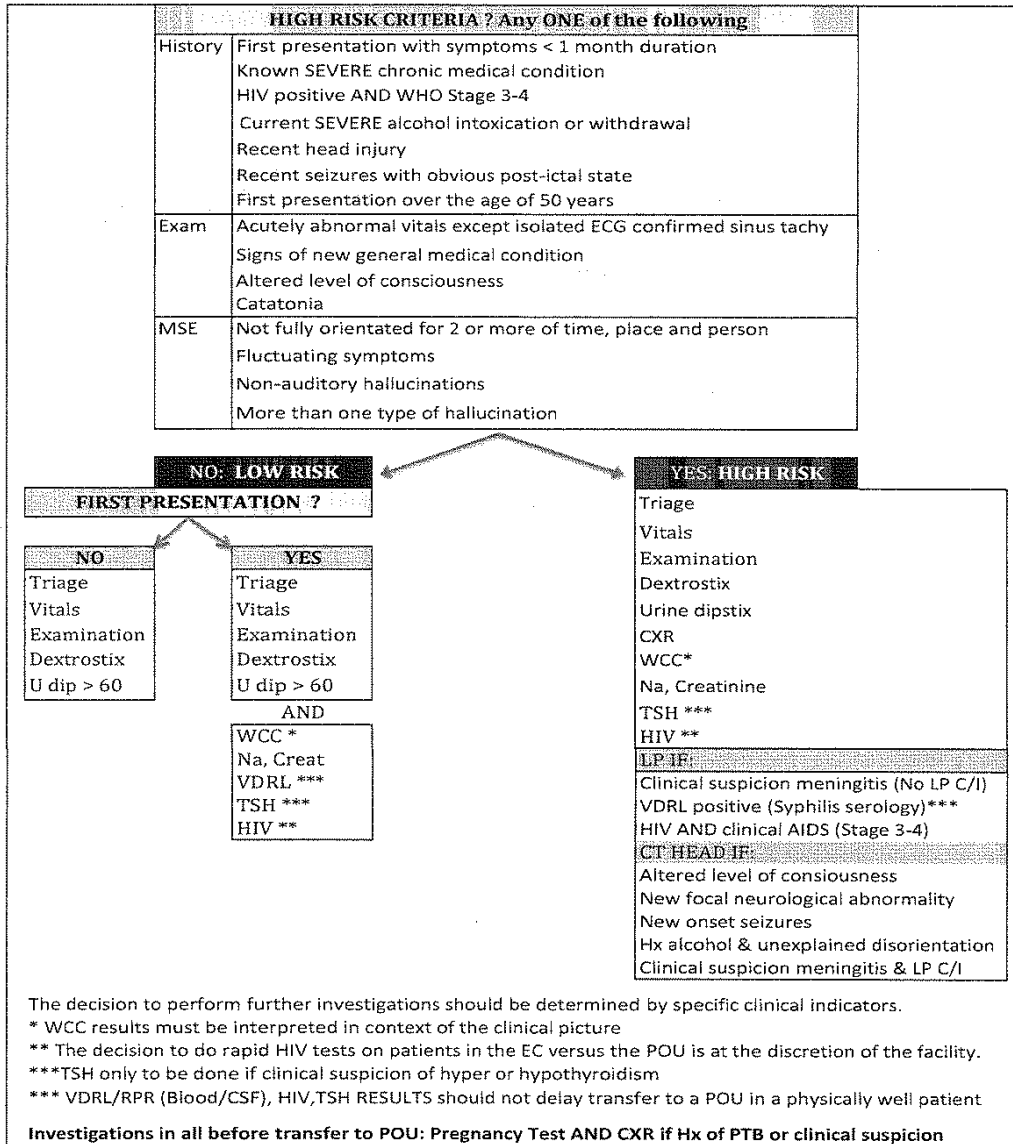 HIGH RISK CRITERIA ? Any ONE of the following
History First presentation with symptoms < 1 month duration
Known SEVERE chronic medical condition
HIV positive AND WHO Stage 3-4
Current SEVERE alcohol intoxication or withdrawal
Recent head injury
Recent seizures with obvious post-ictal state
First presentation over the age of 50 years
Exam Acutely abnormal vitals except isolated ECG confirmed sinus tachy
Signs of new general medical condition
Altered level of consciousness
Catatonia
MSE Not fully orientated for 2 or more of time, place and person
Fluctuating symptoms
Non-auditory hallucinations
More than one type of hallucination
NO: LOW RISK
FIRST PRESENTATION ?
NO
Triage
Vitals
Examination
Dextrostix
U dip > 60
YES
Triage
Vitals
Examination
Dextrostix
U dip > 60
AND
WCC *
Na, Creat
VDRL ***
TSH ***
HIV **
YES: HIGH RISK
Triage
Vitals
Examination
Dextrostix
Urine dipstix
CXR
WCC*
Na, Creatinine
TSH ***
HIV **
LP IF:
Clinical suspicion meningitis (No LP C/I)
VDRL positive (Syphilis serology)***
HIV AND clinical AIDS (Stage 3-4)
CT HEAD IF:
Altered level of consiousness
New focal neurological abnormality
New onset seizures
Hx alcohol & unexplained disorientation
Clinical suspicion meningitis & LP C/I
The decision to perform further investigations should be determined by specific clinical indicators.
* WCC results must be interpreted in context of the clinical picture
** The decision to do rapid HIV tests on patients in the EC versus the POU is at the discretion of the facility.
***TSH only to be done if clinical suspicion of hyper or hypothyroidism
*** VDRL/RPR (Blood/CSF), HIV,TSH RESULTS should not delay transfer to a POU in a physically well patient
Investigations in all before transfer to POU: Pregnancy Test AND CXR if Hx of PTB or clinical suspicion